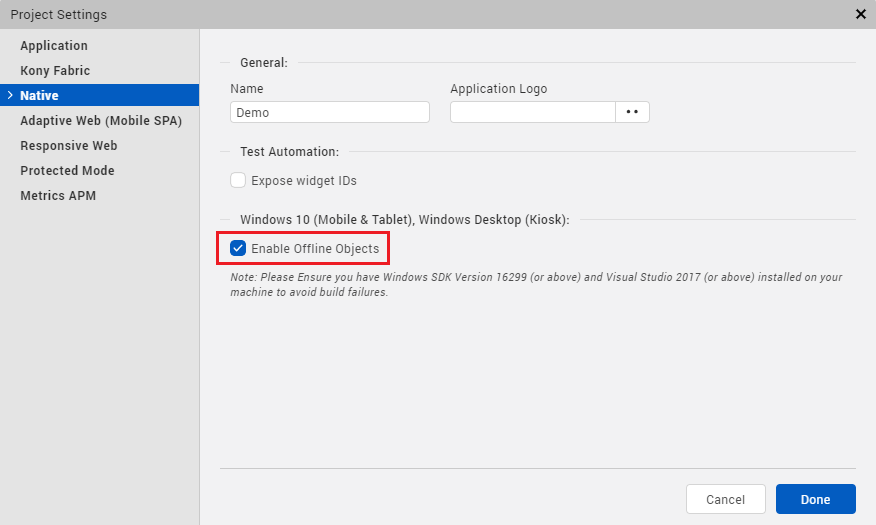 Project Settings
Application
Kony Fabric
Native
Adaptive Web (Mobile SPA)
Responsive Web
Protected Mode
Metrics APM
General:
Name
Application Logo
Demo
Test Automation:
Expose widget IDs
Windows 10 (Mobile & Tablet), Windows Desktop (Kiosk):
Enable Offline Objects
Note: Please Ensure you have Windows SDK Version 16299 (or above) and Visual Studio 2017 (or above) installed on your
machine to avoid build failures.
Cancel
Done